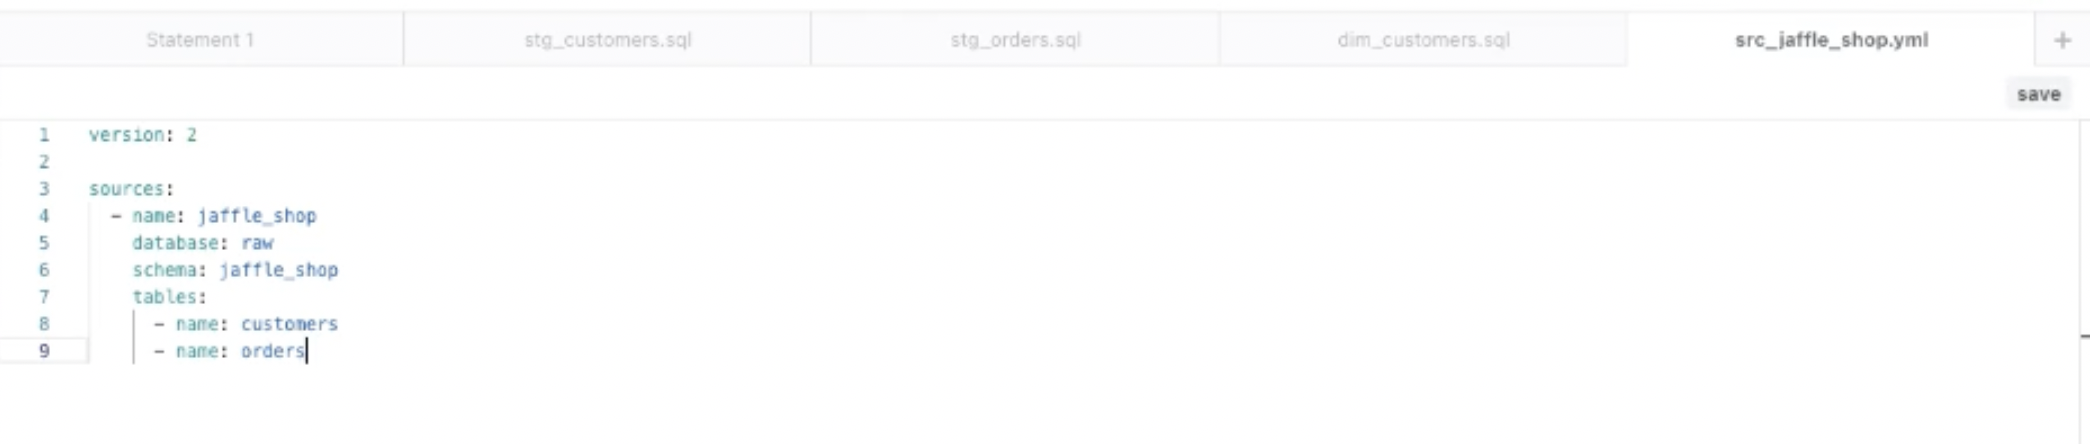 Statement 1 stg_customers.sql stg_orders.sql dim_customers.sql src_jaffle_shop.yml +
save
1 version: 2
2
3 sources:
4   - name: jaffle_shop
5     database: raw
6     schema: jaffle_shop
7     tables:
8       - name: customers
9       - name: orders